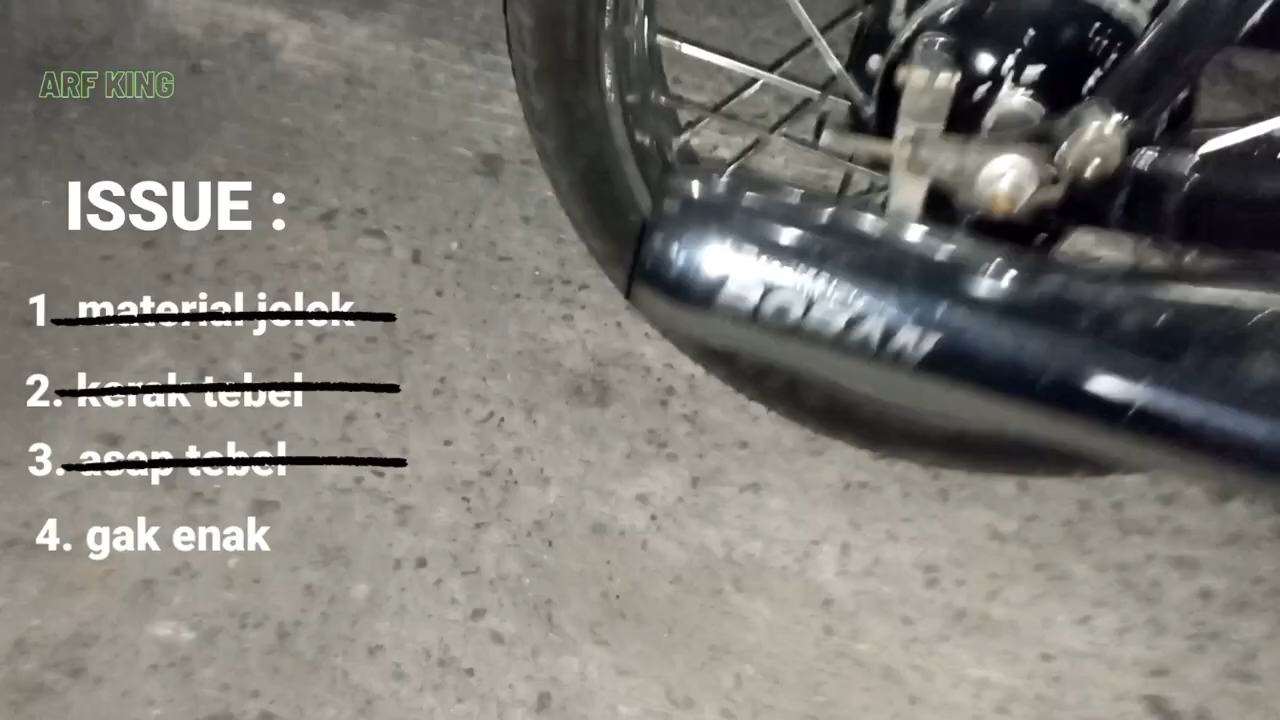 ARF KING
ISSUE :
1. material jelek
2. kerak tebel
3. asap tebel
4. gak enak